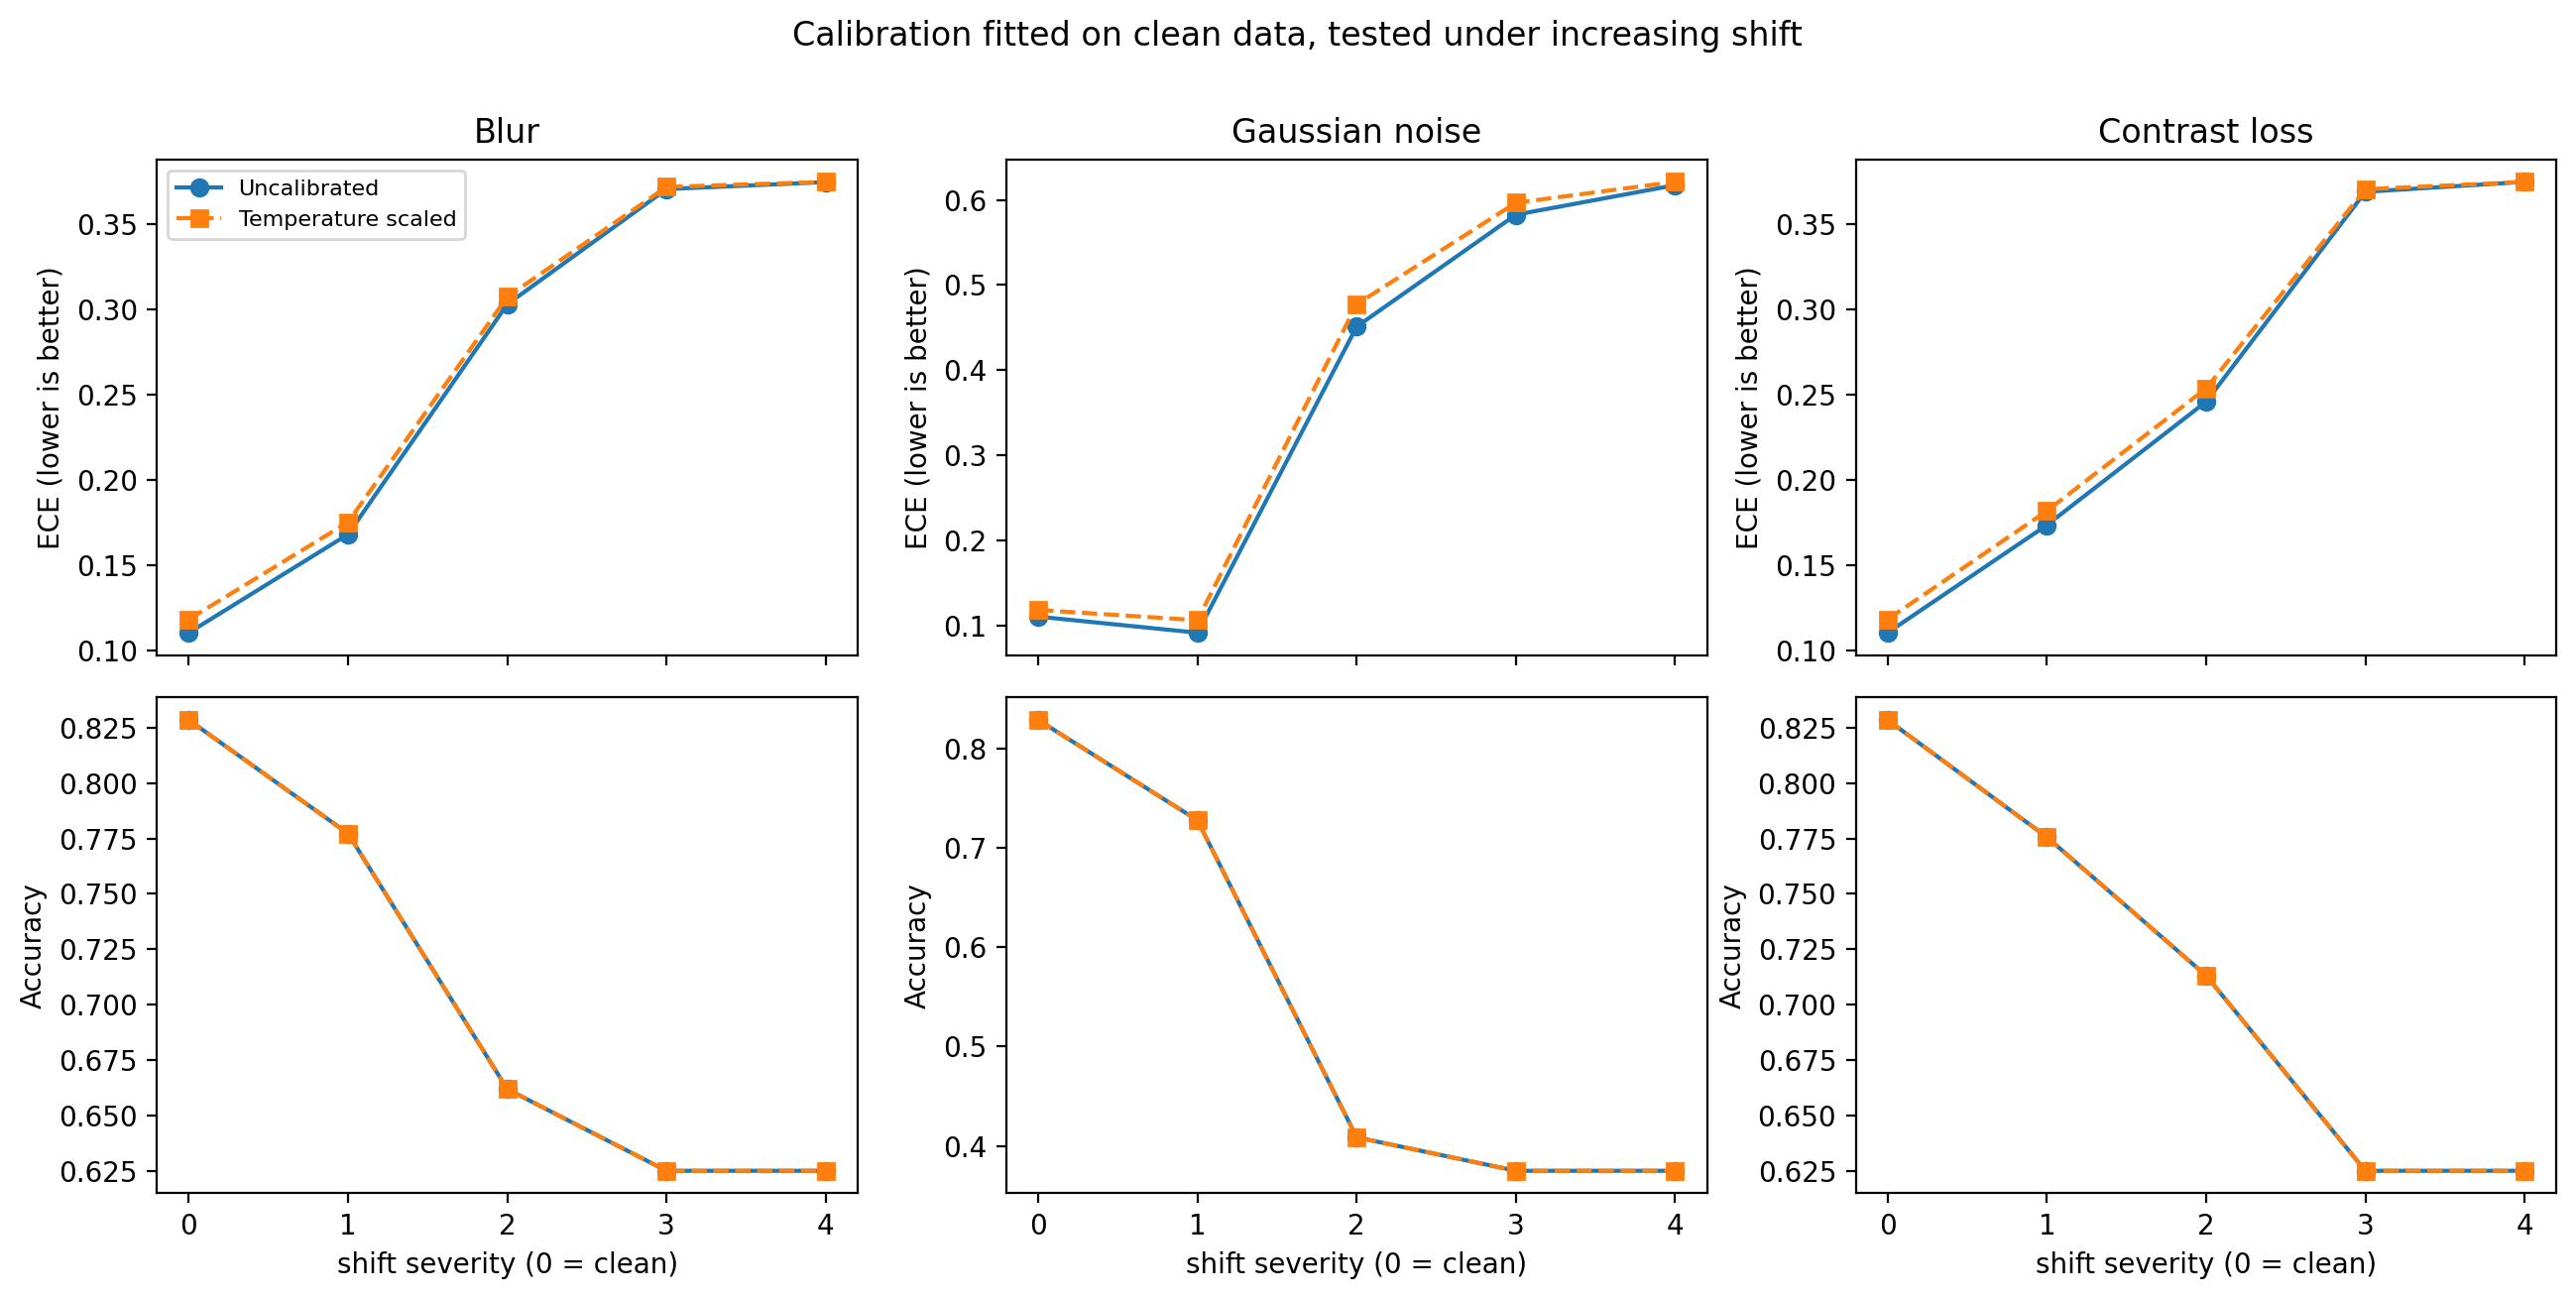 Calibration fitted on clean data, tested under increasing shift
Blur
Gaussian noise
Contrast loss
Uncalibrated
Temperature scaled
ECE (lower is better)
0.35
0.30
0.25
0.20
0.15
0.10
ECE (lower is better)
0.6
0.5
0.4
0.3
0.2
0.1
ECE (lower is better)
0.35
0.30
0.25
0.20
0.15
0.10
Accuracy
0.825
0.800
0.775
0.750
0.725
0.700
0.675
0.650
0.625
0 1 2 3 4
shift severity (0 = clean)
Accuracy
0.8
0.7
0.6
0.5
0.4
0 1 2 3 4
shift severity (0 = clean)
Accuracy
0.825
0.800
0.775
0.750
0.725
0.700
0.675
0.650
0.625
0 1 2 3 4
shift severity (0 = clean)